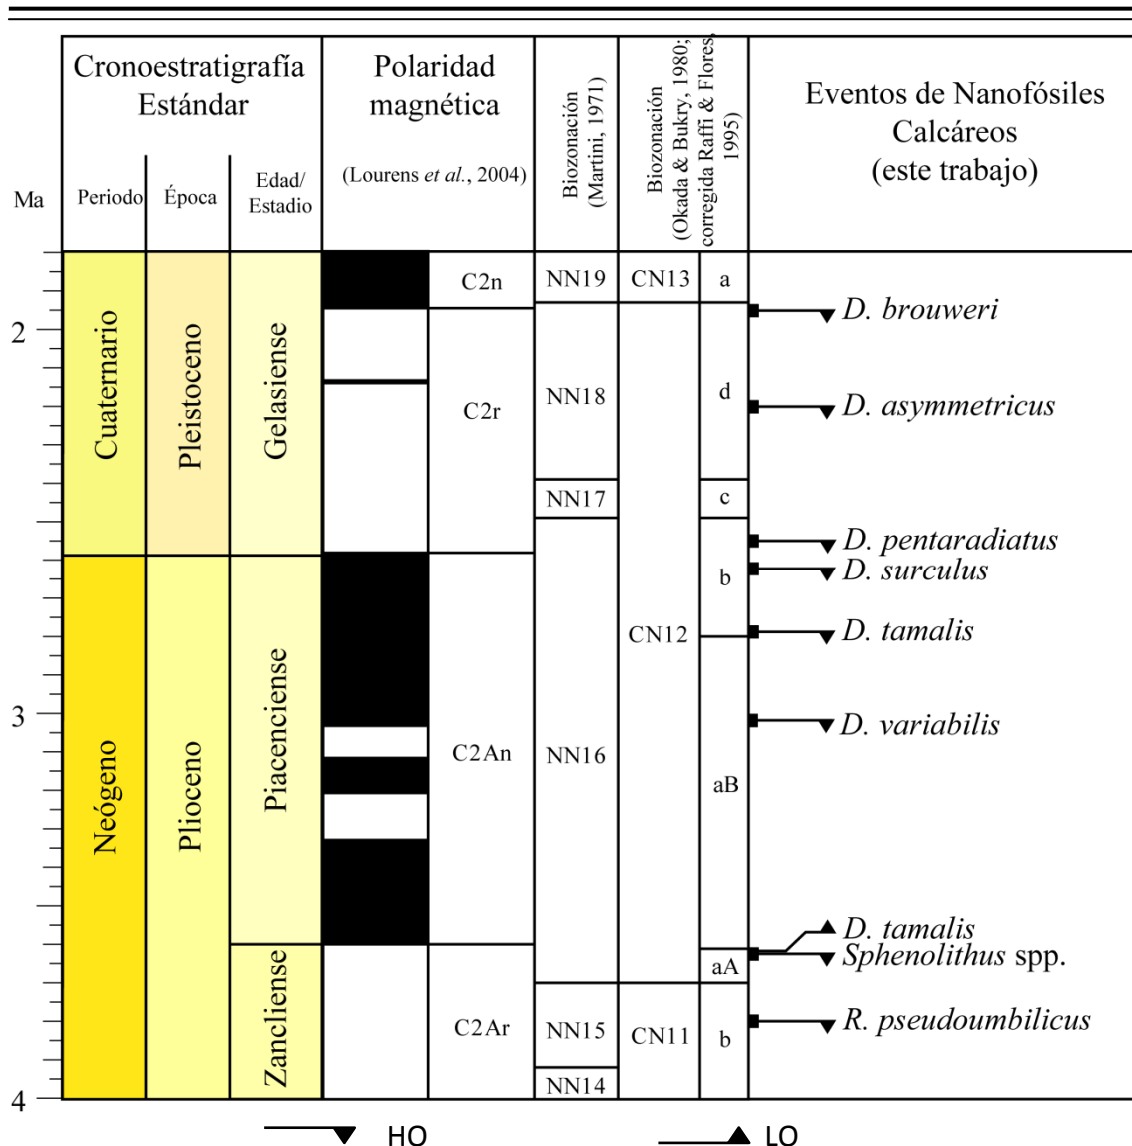 Cronoestratigrafía
Estándar
Polaridad
magnética
(Lourens et al., 2004)
Biozonación
(Martini, 1971)
Biozonación
(Okada & Bukry, 1980;
corregida Raffi & Flores,
1995)
Eventos de Nanofósiles
Calcáreos
(este trabajo)
Ma
Periodo
Época
Edad/
Estadio
2
3
4
Cuaternario
Neógeno
Pleistoceno
Plioceno
Gelasiense
Piacenciense
Zancliense
C2n
C2r
C2An
C2Ar
NN19
NN18
NN17
NN16
NN15
NN14
CN13
CN12
CN11
a
d
c
b
aB
aA
b
D. brouweri
D. asymmetricus
D. pentaradiatus
D. surculus
D. tamalis
D. variabilis
D. tamalis
Sphenolithus spp.
R. pseudoumbilicus
HO
LO